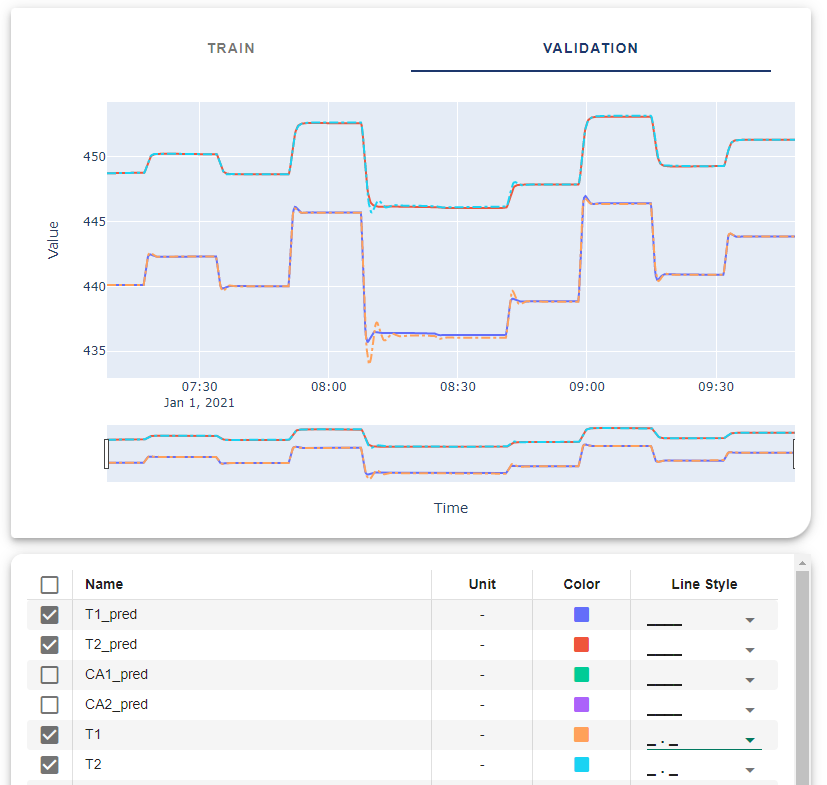 TRAIN VALIDATION
Value
450
445
440
435
07:30 08:00 08:30 09:00 09:30
Jan 1, 2021
Time
Name Unit Color Line Style
T1_pred -
T2_pred -
CA1_pred -
CA2_pred -
T1 -
T2 -